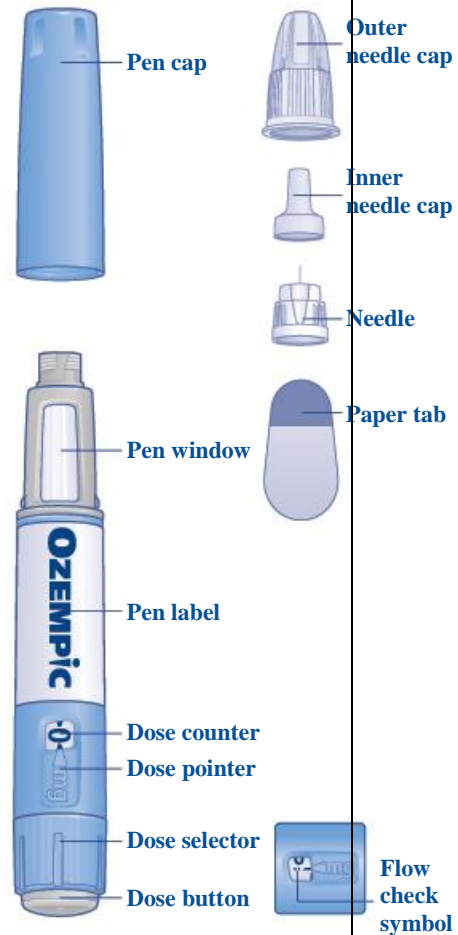 Pen cap
Outer
needle cap
Inner
needle cap
Needle
Paper tab
Pen window
OZEMPIC
Pen label
0
Dose counter
mg
Dose pointer
Dose selector
Dose button
mg
Flow
check
symbol